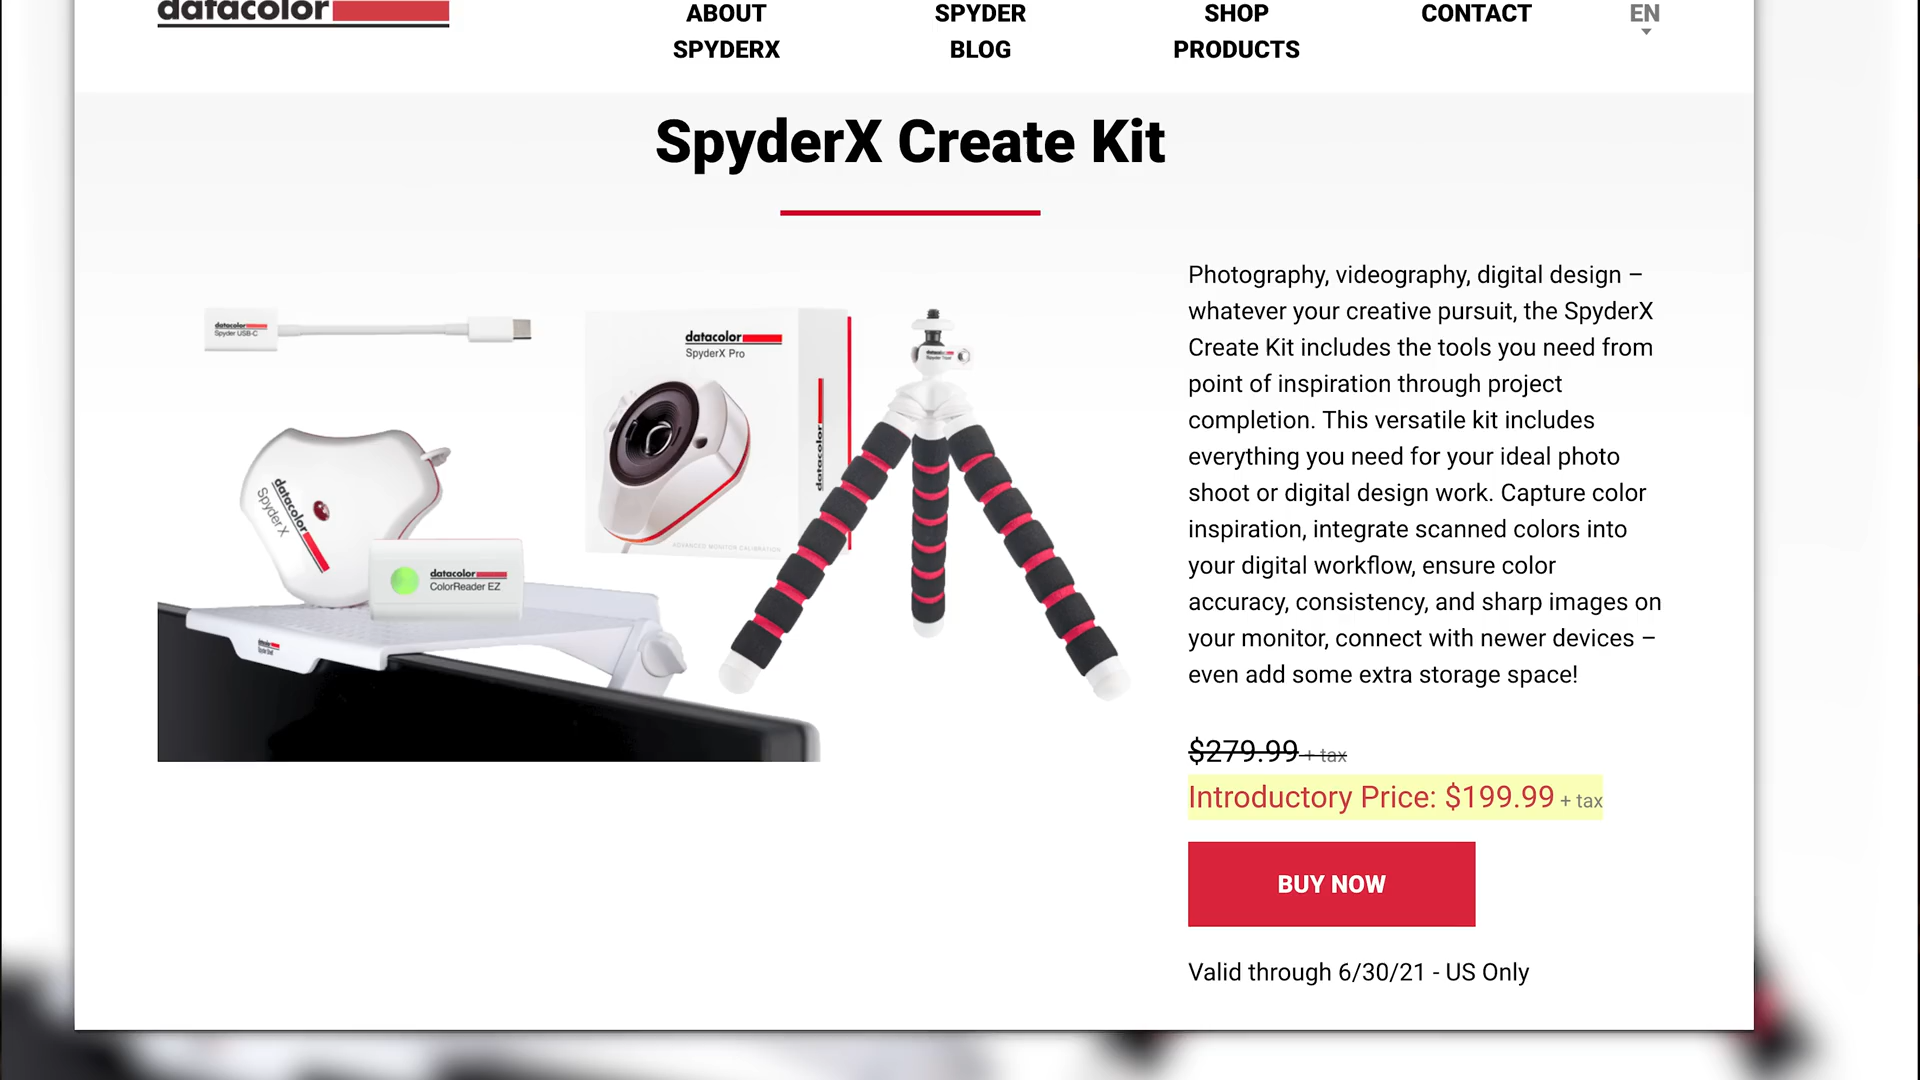 datacolor
ABOUT SPYDERX
SPYDER BLOG
SHOP PRODUCTS
CONTACT
EN
SpyderX Create Kit
datacolor
Spyder USB-C
datacolor
SpyderX Pro
datacolor
ADVANCED MONITOR CALIBRATION
datacolor
Spyder X
datacolor
ColorReader EZ
datacolor
Photography, videography, digital design –
whatever your creative pursuit, the SpyderX
Create Kit includes the tools you need from
point of inspiration through project
completion. This versatile kit includes
everything you need for your ideal photo
shoot or digital design work. Capture color
inspiration, integrate scanned colors into
your digital workflow, ensure color
accuracy, consistency, and sharp images on
your monitor, connect with newer devices –
even add some extra storage space!
$279.99 + tax
Introductory Price: $199.99 + tax
BUY NOW
Valid through 6/30/21 - US Only